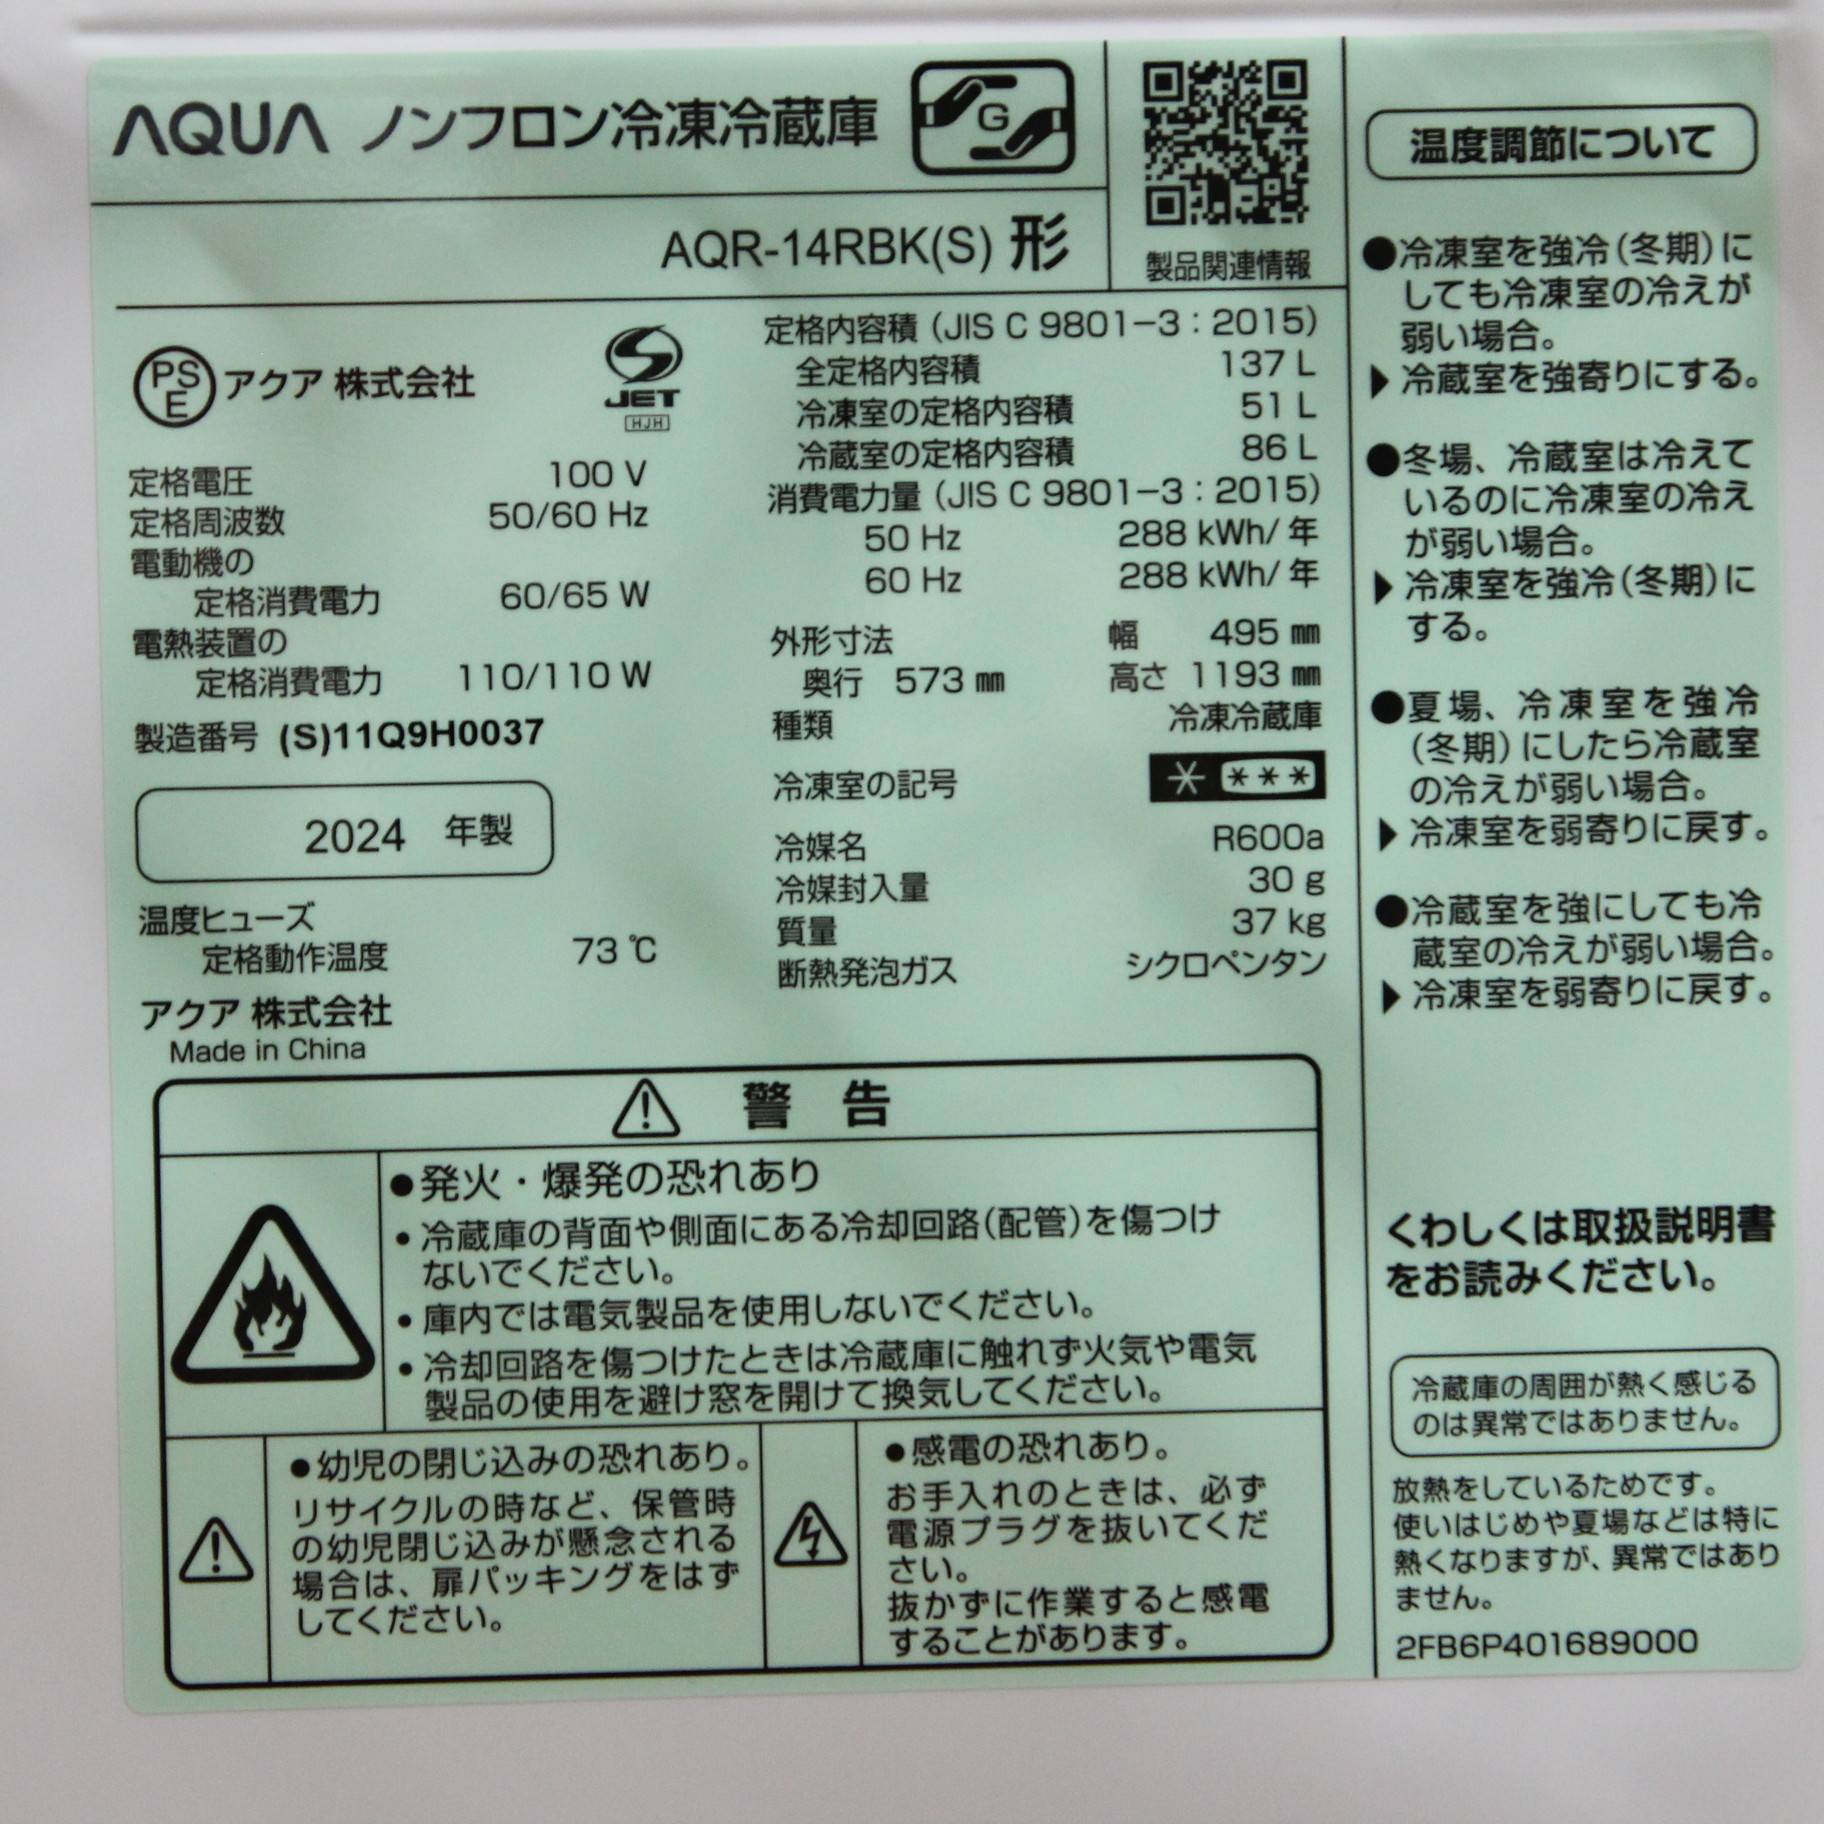 AQUA ノンフロン冷凍冷蔵庫
G
AQR-14RBK(S) 形
製品関連情報
PSE アクア 株式会社
JET
HJH
定格電圧 100 V
定格周波数 50/60 Hz
電動機の
定格消費電力 60/65 W
電熱装置の
定格消費電力 110/110 W
製造番号 (S)11Q9H0037
2024 年製
温度ヒューズ
定格動作温度 73 ℃
アクア 株式会社
Made in China
定格内容積 (JIS C 9801-3:2015)
全定格内容積 137 L
冷凍室の定格内容積 51 L
冷蔵室の定格内容積 86 L
消費電力量 (JIS C 9801-3:2015)
50 Hz 288 kWh/年
60 Hz 288 kWh/年
外形寸法 幅 495 ㎜
奥行 573 ㎜ 高さ 1193 ㎜
種類 冷凍冷蔵庫
冷凍室の記号 * ***
冷媒名 R600a
冷媒封入量 30 g
質量 37 kg
断熱発泡ガス シクロペンタン
警告
●発火・爆発の恐れあり
・冷蔵庫の背面や側面にある冷却回路(配管)を傷つけ
ないでください。
・庫内では電気製品を使用しないでください。
・冷却回路を傷つけたときは冷蔵庫に触れず火気や電気
製品の使用を避け窓を開けて換気してください。
●幼児の閉じ込みの恐れあり。
リサイクルの時など、保管時
の幼児閉じ込みが懸念される
場合は、扉パッキングをはず
してください。
●感電の恐れあり。
お手入れのときは、必ず
電源プラグを抜いてくだ
さい。
抜かずに作業すると感電
することがあります。
温度調節について
●冷凍室を強冷(冬期)に
しても冷凍室の冷えが
弱い場合。
▶冷蔵室を強寄りにする。
●冬場、冷蔵室は冷えて
いるのに冷凍室の冷え
が弱い場合。
▶冷凍室を強冷(冬期)に
する。
●夏場、冷凍室を強冷
(冬期)にしたら冷蔵室
の冷えが弱い場合。
▶冷凍室を弱寄りに戻す。
●冷蔵室を強にしても冷
蔵室の冷えが弱い場合。
▶冷凍室を弱寄りに戻す。
くわしくは取扱説明書
をお読みください。
冷蔵庫の周囲が熱く感じる
のは異常ではありません。
放熱をしているためです。
使いはじめや夏場などは特に
熱くなりますが、異常ではあり
ません。
2FB6P401689000